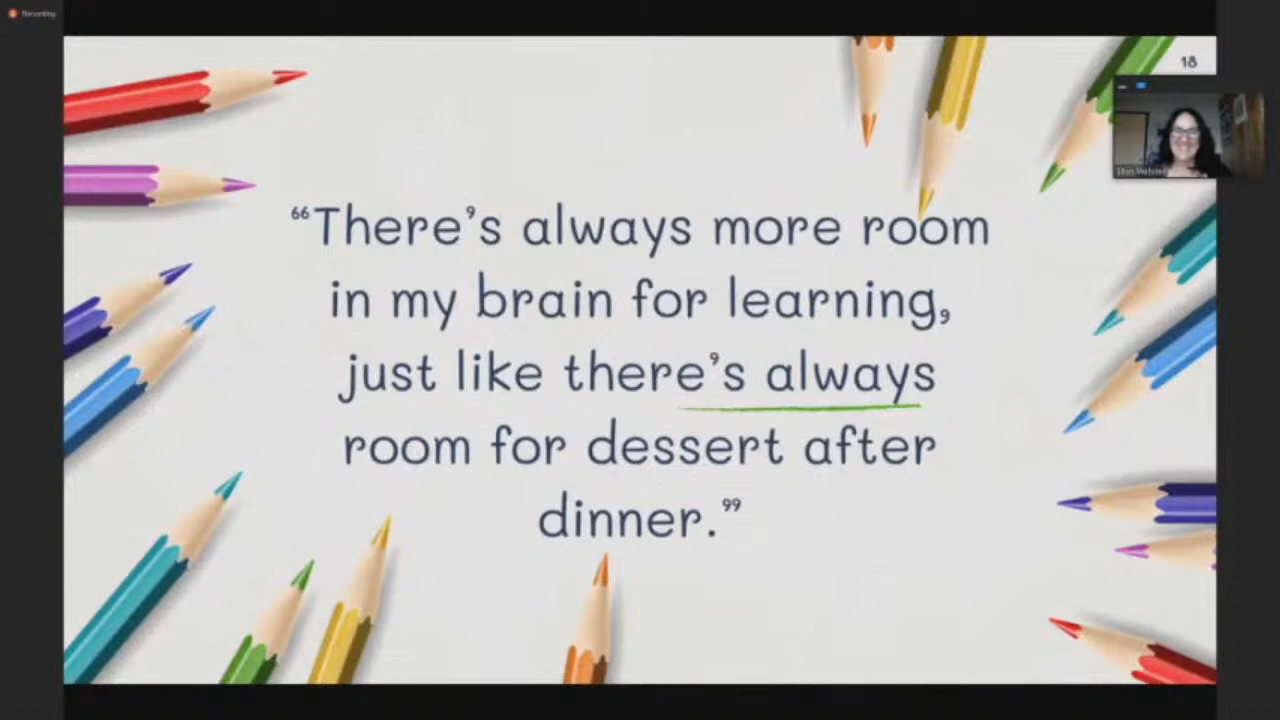 Recording
18
“There’s always more room
in my brain for learning,
just like there’s always
room for dessert after
dinner.”